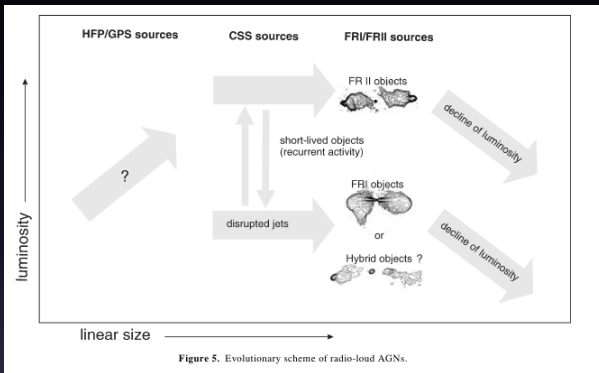 HFP/GPS sources
CSS sources
FRI/FRII sources
FR II objects
decline of luminosity
short-lived objects
(recurrent activity)
?
FRI objects
disrupted jets
or
decline of luminosity
Hybrid objects ?
luminosity
linear size
Figure 5. Evolutionary scheme of radio-loud AGNs.